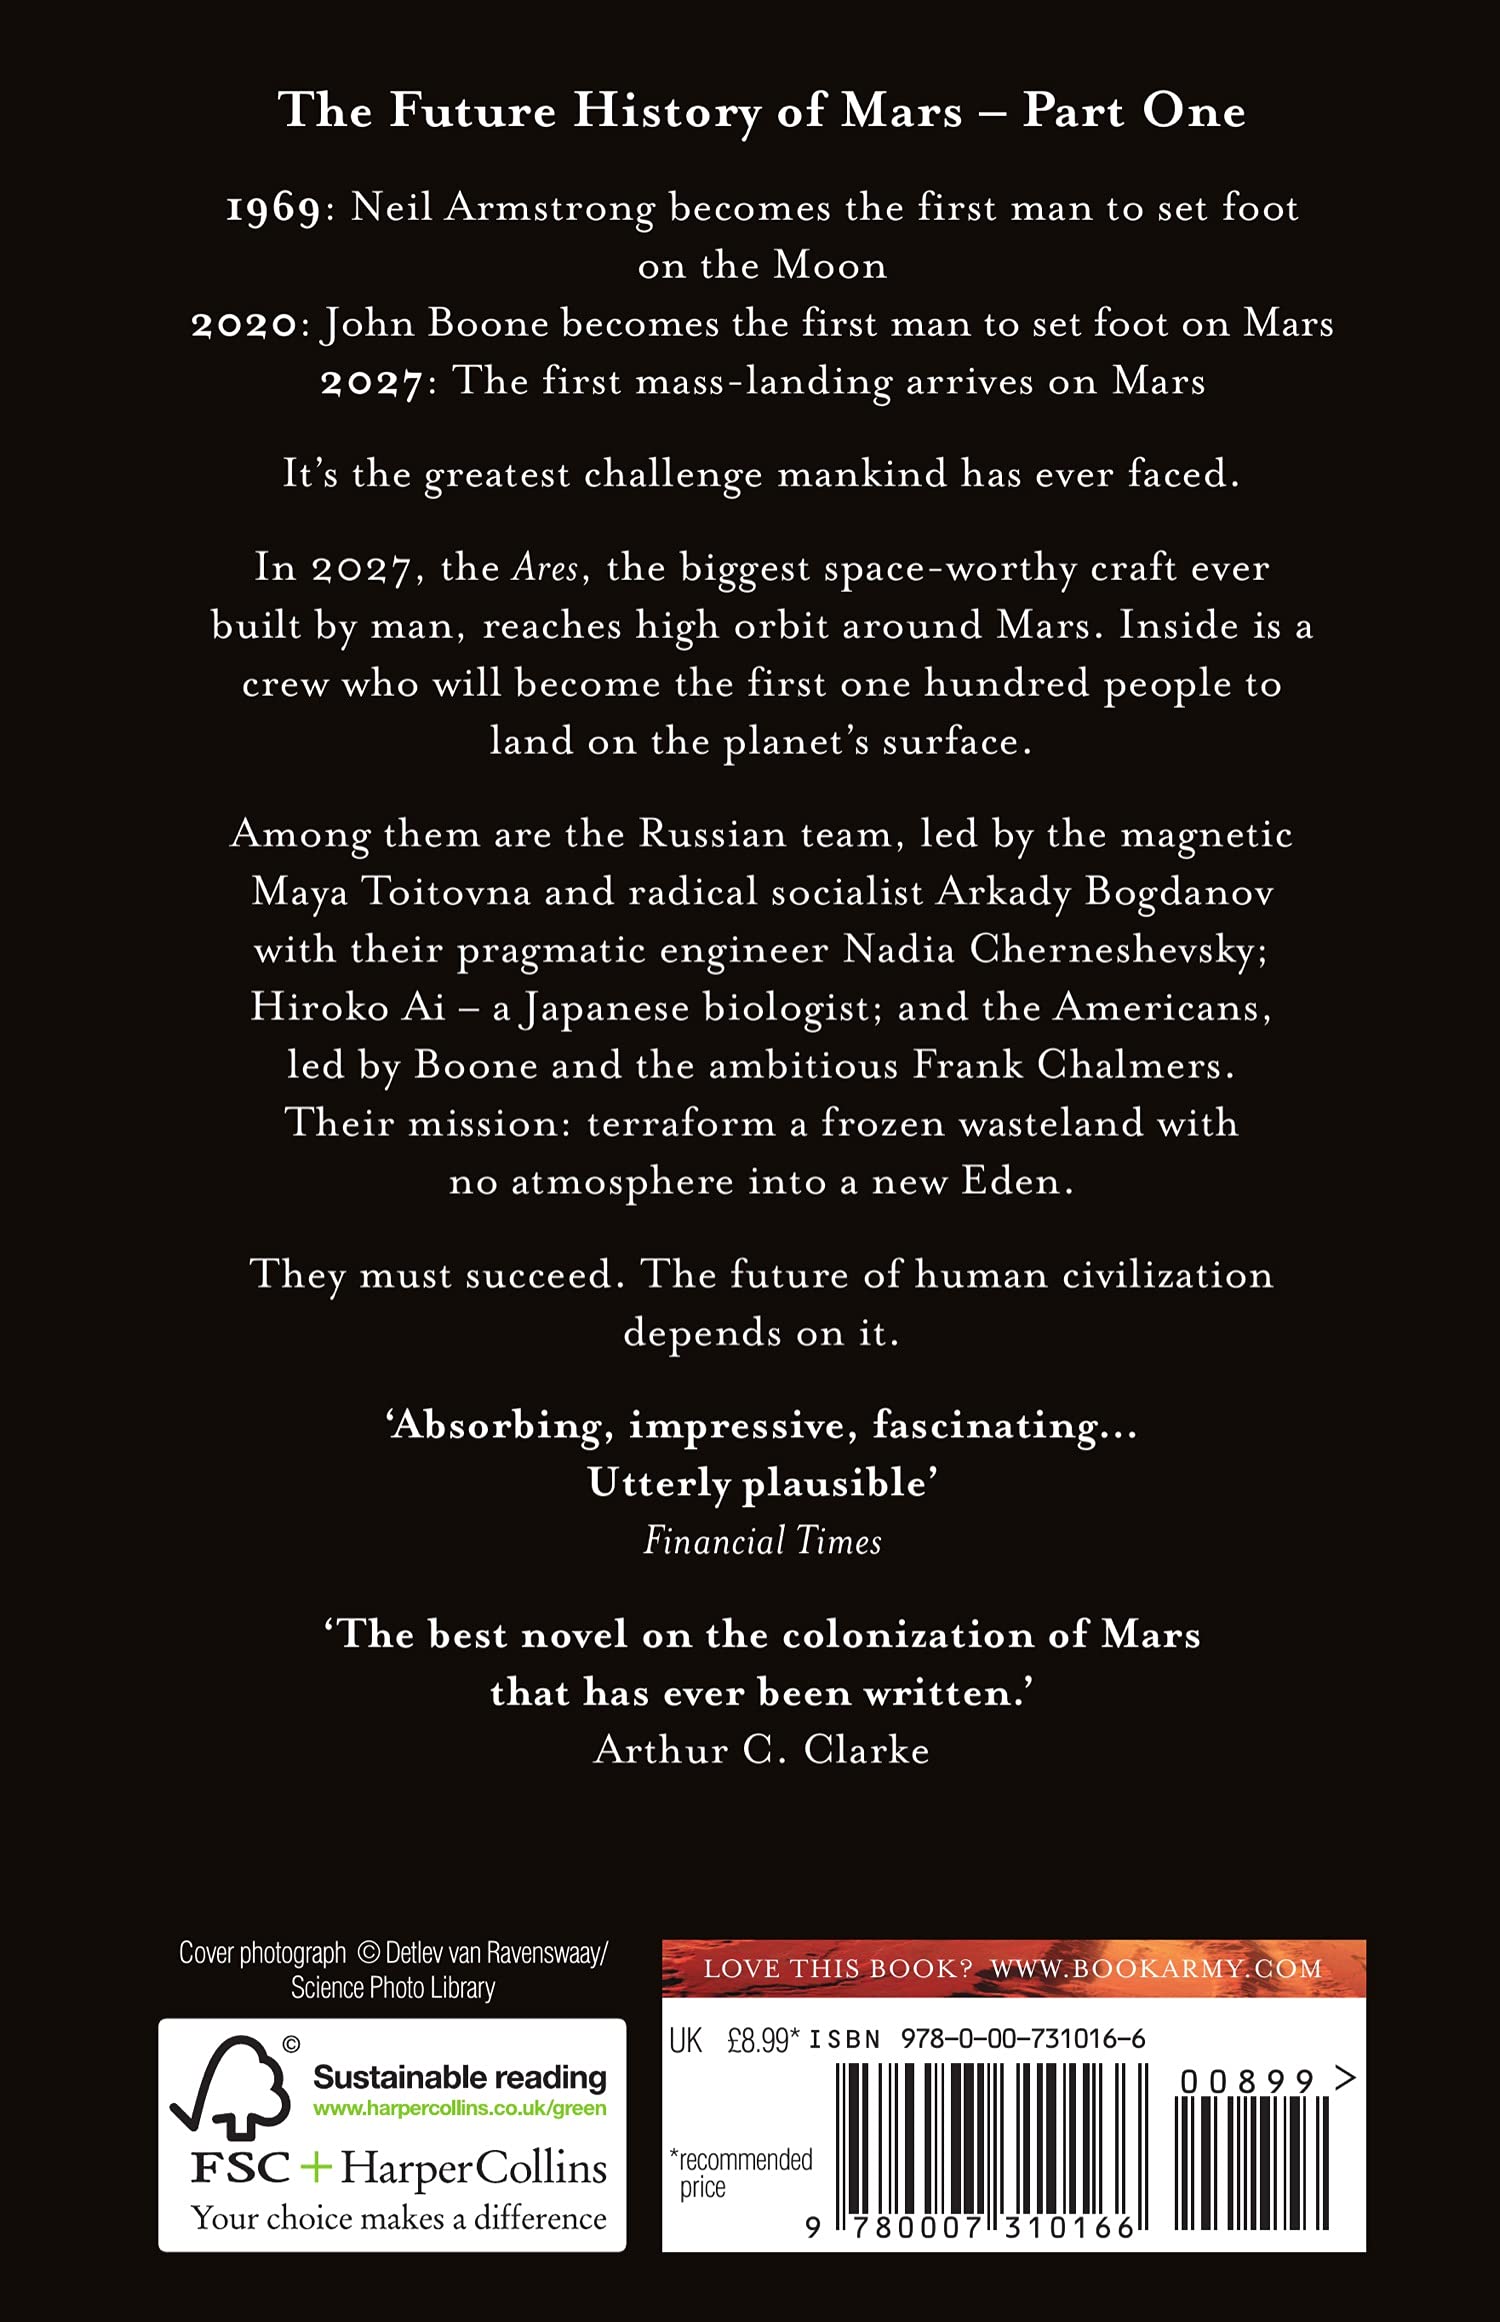 The Future History of Mars – Part One
1969: Neil Armstrong becomes the first man to set foot
on the Moon
2020: John Boone becomes the first man to set foot on Mars
2027: The first mass-landing arrives on Mars
It’s the greatest challenge mankind has ever faced.
In 2027, the Ares, the biggest space-worthy craft ever
built by man, reaches high orbit around Mars. Inside is a
crew who will become the first one hundred people to
land on the planet’s surface.
Among them are the Russian team, led by the magnetic
Maya Toitovna and radical socialist Arkady Bogdanov
with their pragmatic engineer Nadia Cherneshevsky;
Hiroko Ai – a Japanese biologist; and the Americans,
led by Boone and the ambitious Frank Chalmers.
Their mission: terraform a frozen wasteland with
no atmosphere into a new Eden.
They must succeed. The future of human civilization
depends on it.
‘Absorbing, impressive, fascinating...
Utterly plausible’
Financial Times
‘The best novel on the colonization of Mars
that has ever been written.’
Arthur C. Clarke
Cover photograph © Detlev van Ravenswaay/
Science Photo Library
©
Sustainable reading
www.harpercollins.co.uk/green
FSC + HarperCollins
Your choice makes a difference
LOVE THIS BOOK? WWW.BOOKARMY.COM
UK £8.99* ISBN 978-0-00-731016-6
00899 >
*recommended
price
9 780007 310166